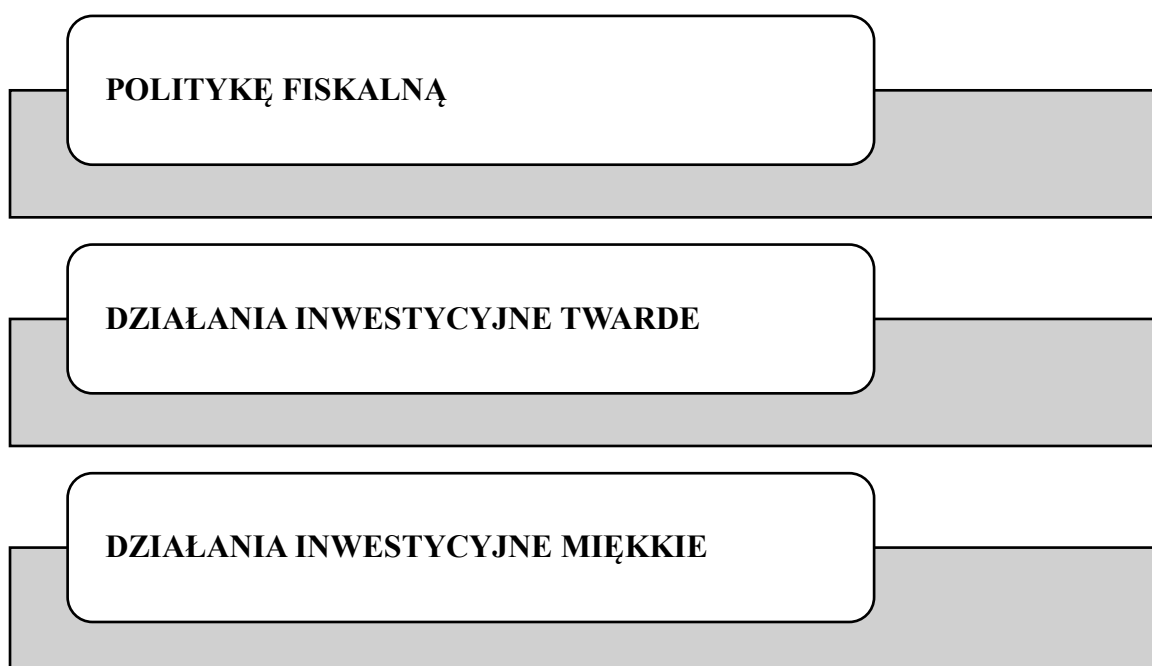 POLITYKĘ FISKALNĄ
DZIAŁANIA INWESTYCYJNE TWARDE
DZIAŁANIA INWESTYCYJNE MIĘKKIE